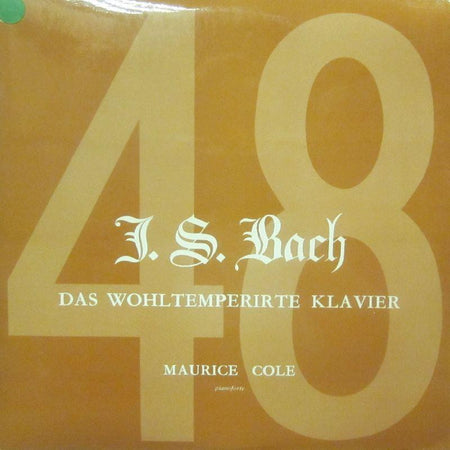 48
J. S. Bach
DAS WOHLTEMPERIRTE KLAVIER
MAURICE COLE
pianoforte